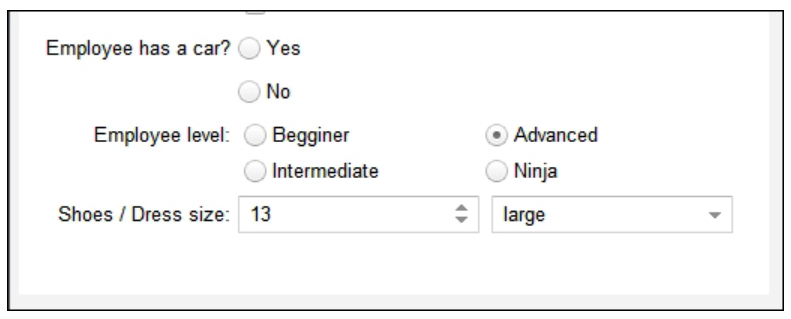 Employee has a car? Yes
No
Employee level: Begginer Advanced
Intermediate Ninja
Shoes / Dress size: 13 large